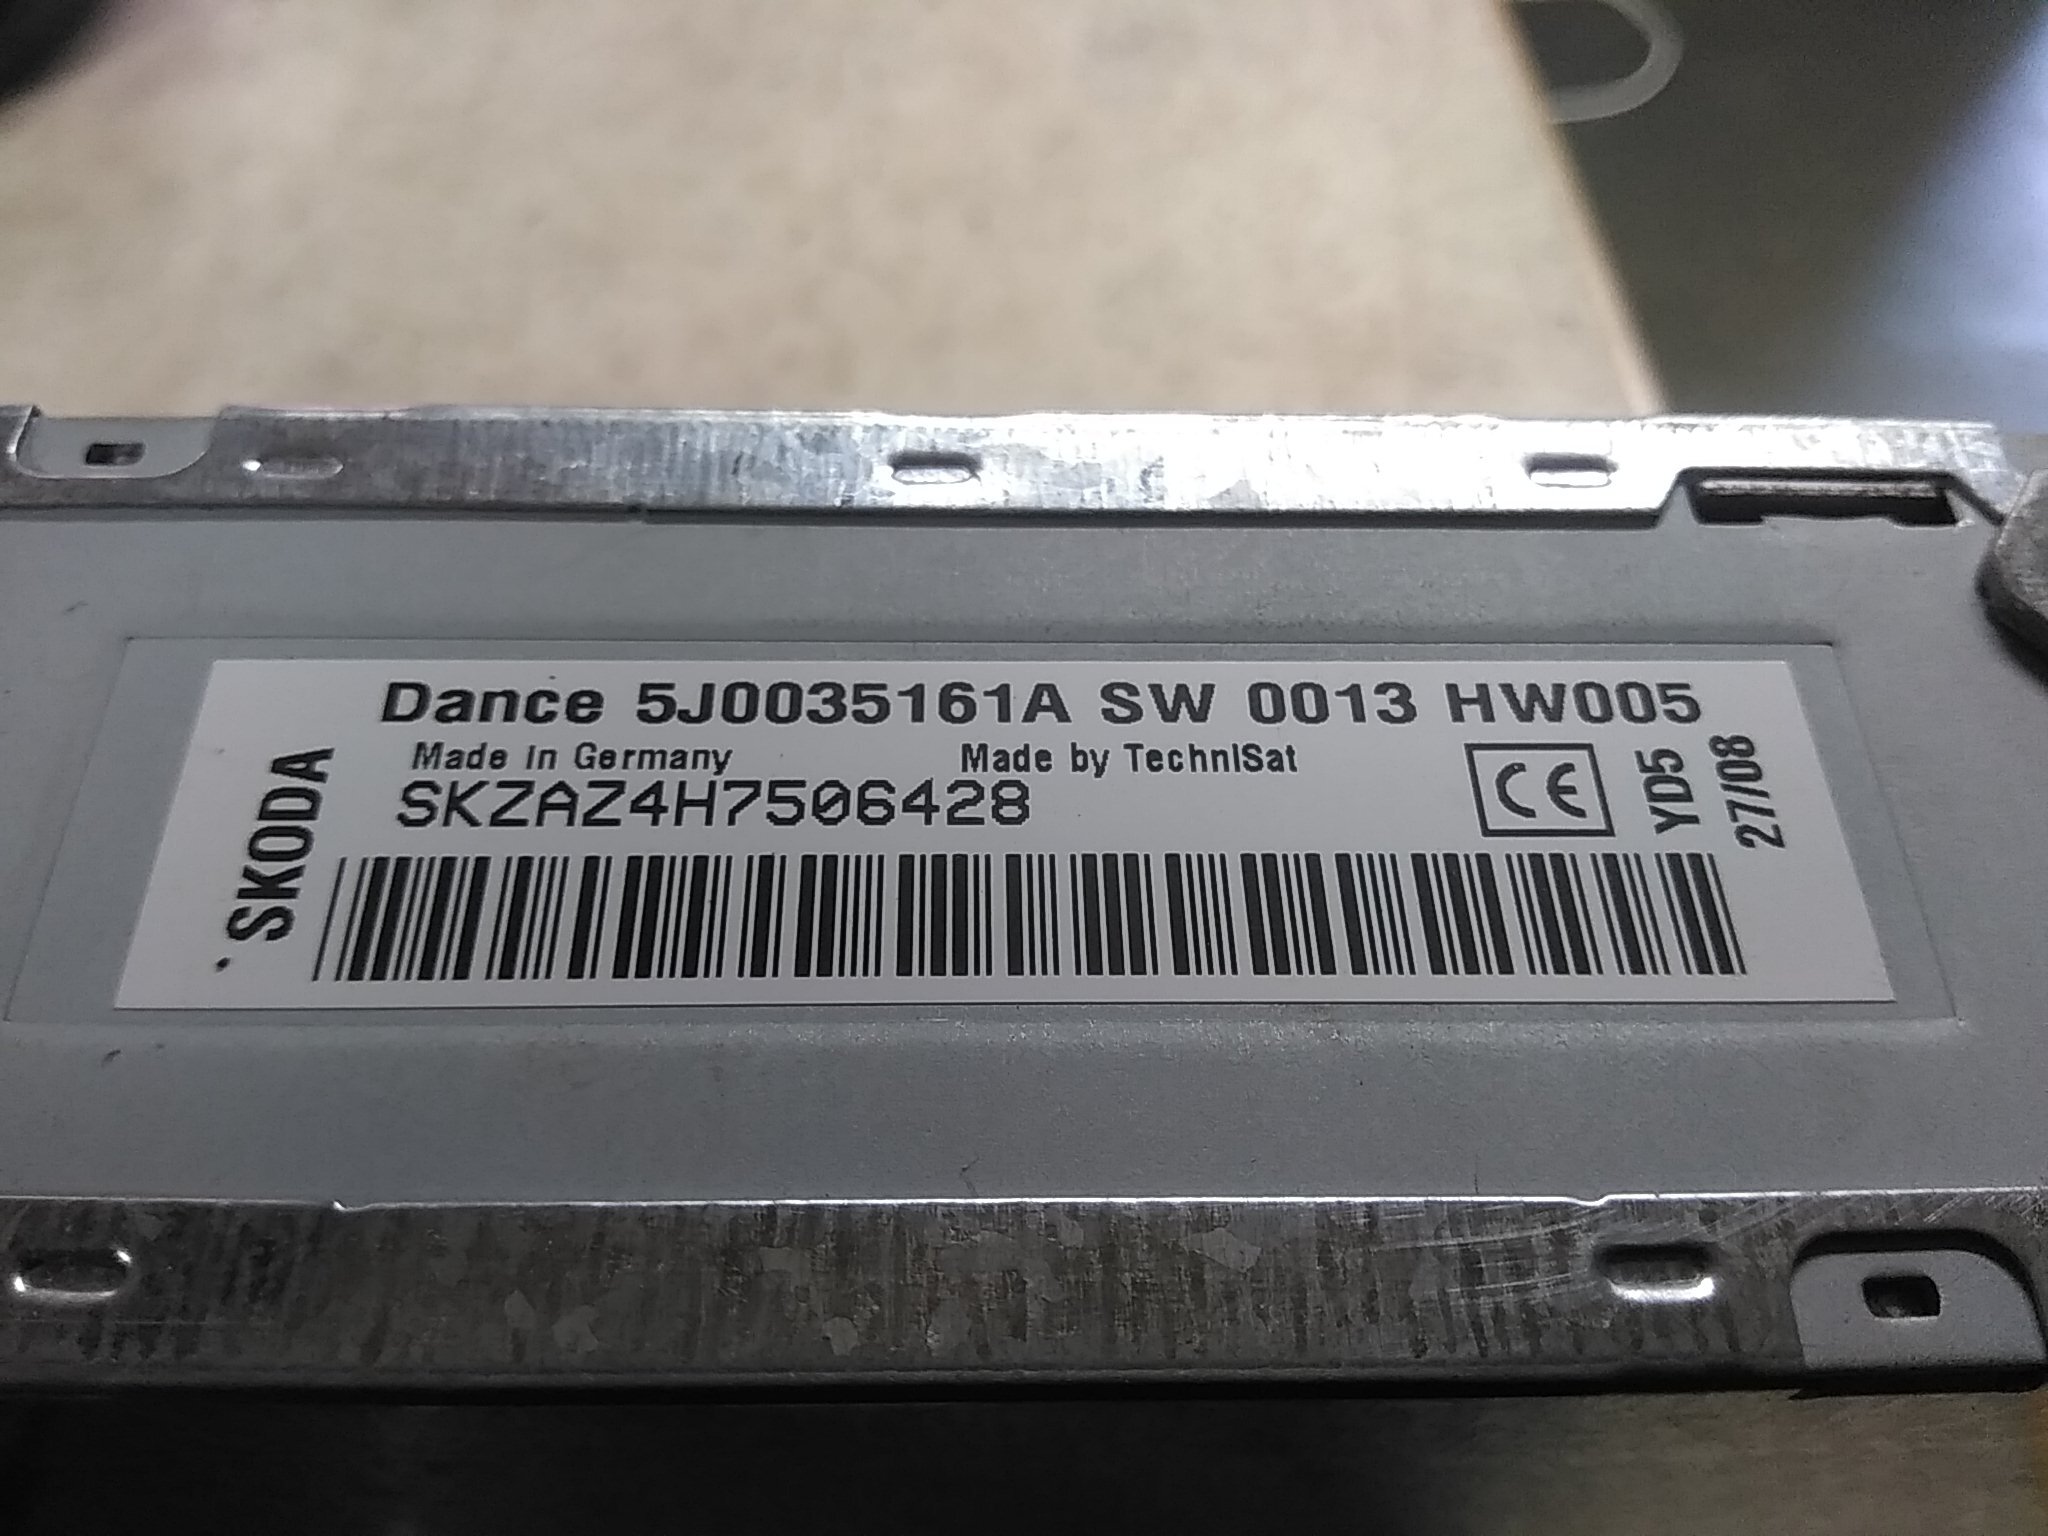 Dance 5J0035161A SW 0013 HW005
Made in Germany
Made by TechniSat
SKZAZ4H7506428
SKODA
CE
YD5
27/08